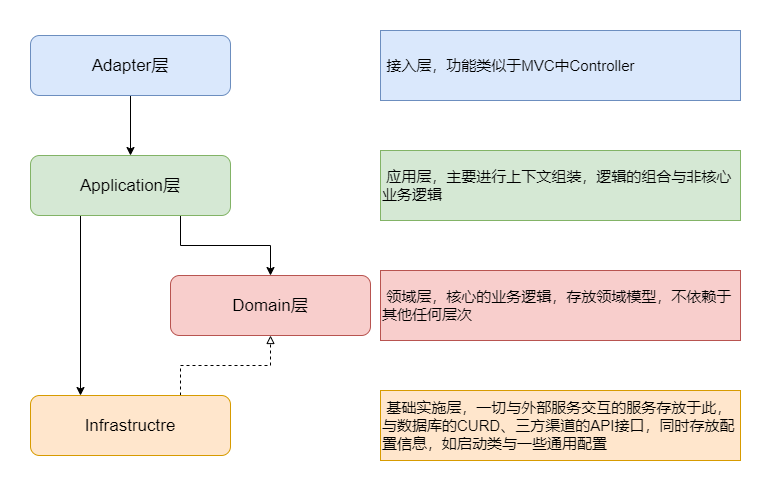 Adapter层
接入层，功能类似于MVC中Controller
Application层
应用层，主要进行上下文组装，逻辑的组合与非核心
业务逻辑
Domain层
领域层，核心的业务逻辑，存放领域模型，不依赖于
其他任何层次
Infrastructre
基础实施层，一切与外部服务交互的服务存放于此，
与数据库的CURD、三方渠道的API接口，同时存放配
置信息，如启动类与一些通用配置